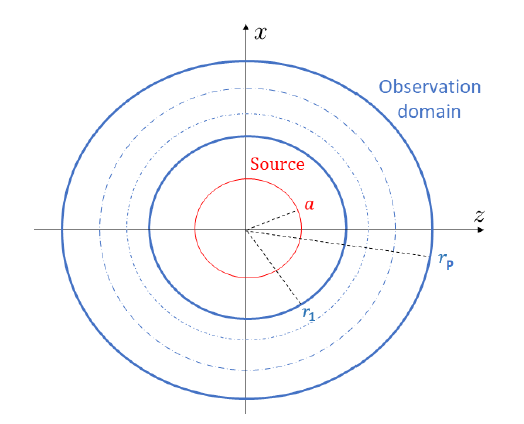 x
Observation
domain
Source
a
z
r_p
r_1